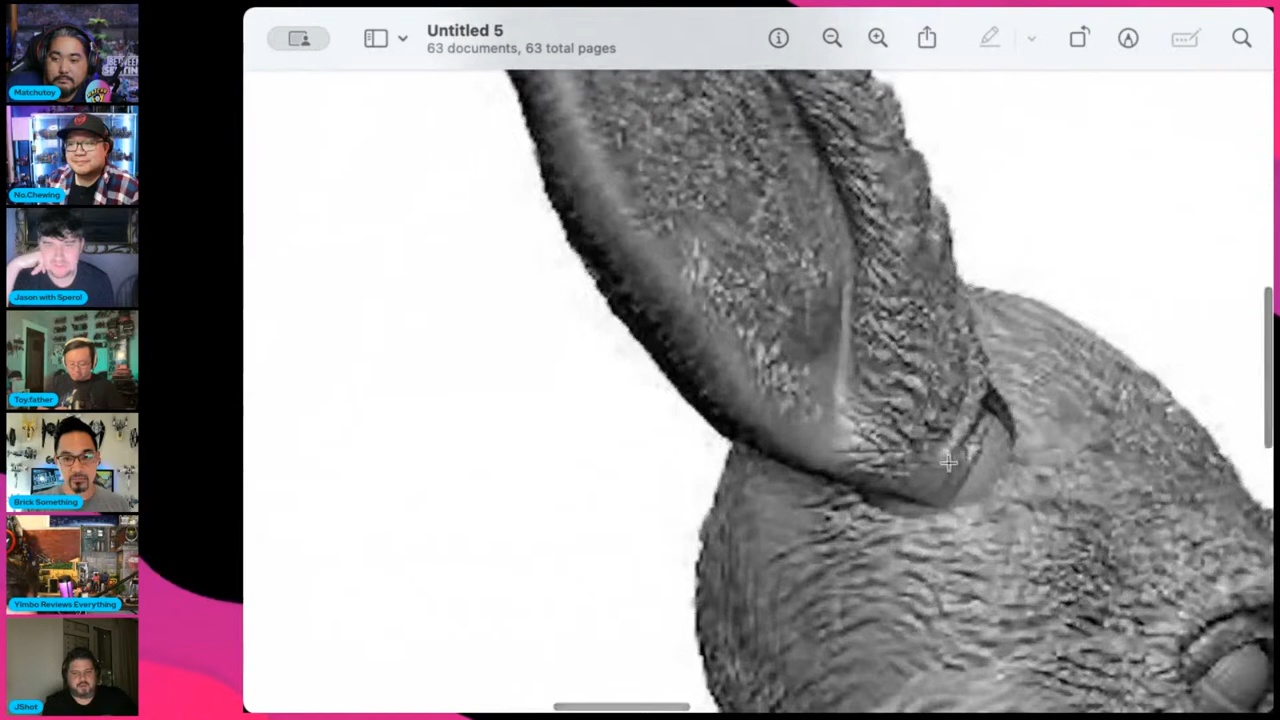 Untitled 5
63 documents, 63 total pages
Matchutoy
No.Chewing
Jason with Sperol
Toy.father
Brick Something
Yimbo Reviews Everything
JShot